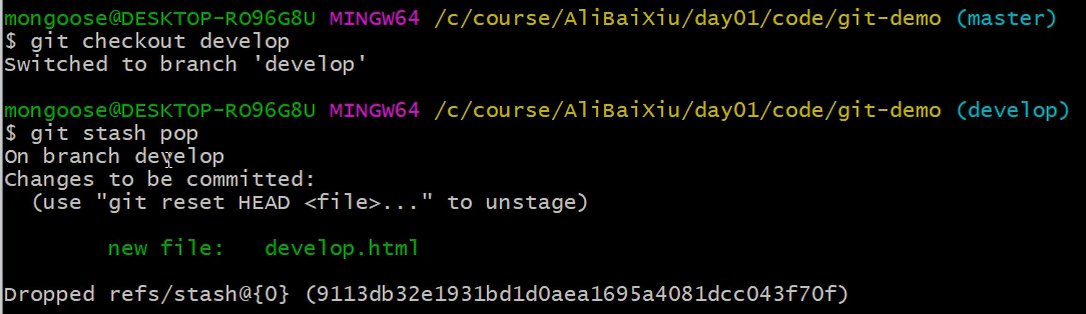 mongoose@DESKTOP-RO96G8U MINGW64 /c/course/AliBaiXiu/day01/code/git-demo (master)
$ git checkout develop
Switched to branch 'develop'
mongoose@DESKTOP-RO96G8U MINGW64 /c/course/AliBaiXiu/day01/code/git-demo (develop)
$ git stash pop
On branch develop
Changes to be committed:
  (use "git reset HEAD <file>..." to unstage)
        new file:   develop.html
Dropped refs/stash@{0} (9113db32e1931bd1d0aea1695a4081dcc043f70f)